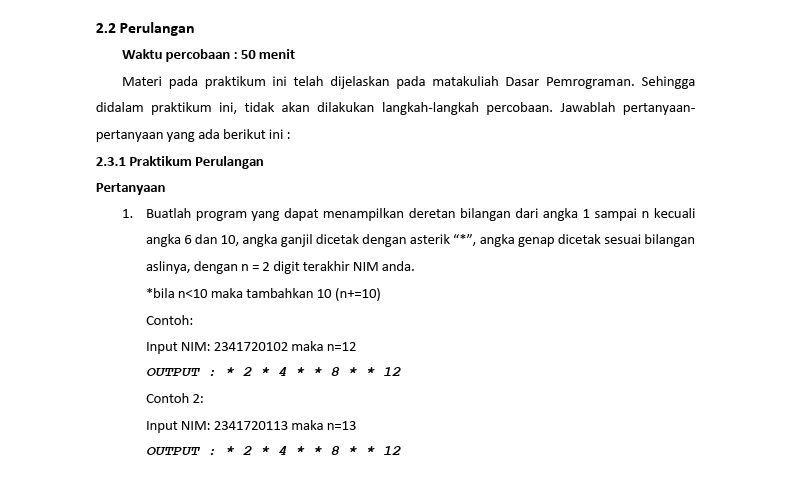 2.2 Perulangan
Waktu percobaan : 50 menit
Materi pada praktikum ini telah dijelaskan pada matakuliah Dasar Pemrograman. Sehingga
didalam praktikum ini, tidak akan dilakukan langkah-langkah percobaan. Jawablah pertanyaan-
pertanyaan yang ada berikut ini :
2.3.1 Praktikum Perulangan
Pertanyaan
1. Buatlah program yang dapat menampilkan deretan bilangan dari angka 1 sampai n kecuali
angka 6 dan 10, angka ganjil dicetak dengan asterik “*”, angka genap dicetak sesuai bilangan
aslinya, dengan n = 2 digit terakhir NIM anda.
*bila n<10 maka tambahkan 10 (n+=10)
Contoh:
Input NIM: 2341720102 maka n=12
OUTPUT : * 2 * 4 * * 8 * * 12
Contoh 2:
Input NIM: 2341720113 maka n=13
OUTPUT : * 2 * 4 * * 8 * * 12